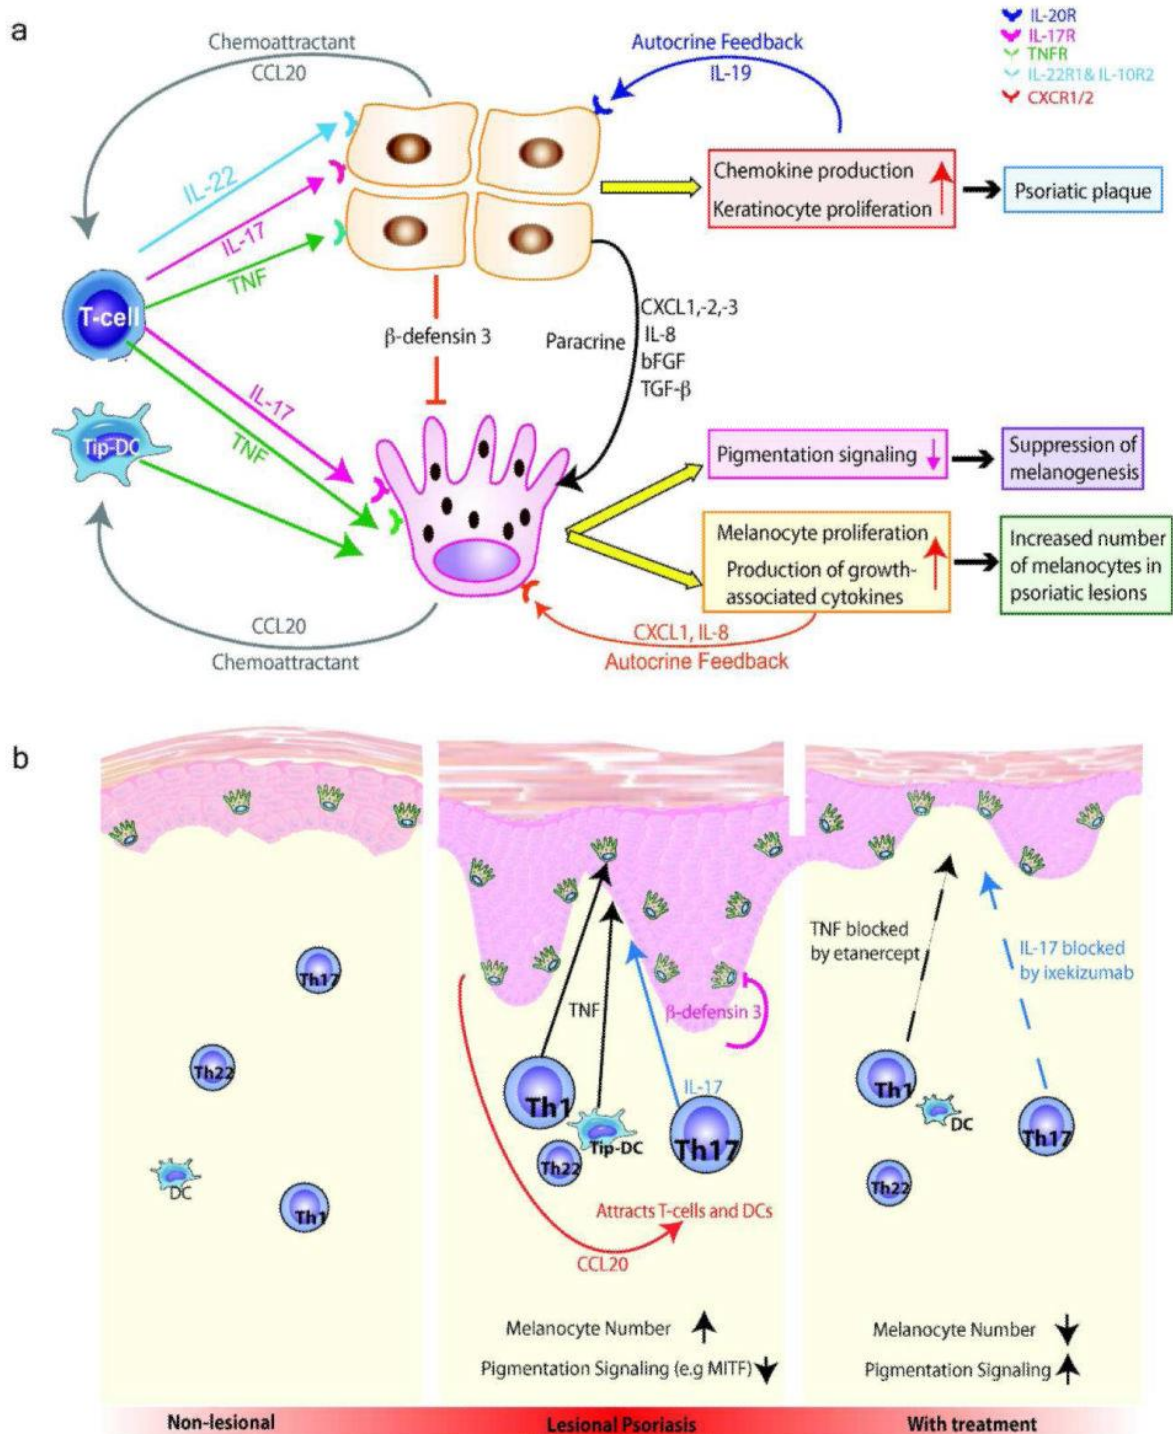 a
Chemoattractant
CCL20
Autocrine Feedback
IL-19
IL-20R
IL-17R
TNFR
IL-22R1& IL-10R2
CXCR1/2
IL-22
IL-17
TNF
Chemokine production
Keratinocyte proliferation
Psoriatic plaque
T-cell
β-defensin 3
Paracrine
CXCL1,-2,-3
IL-8
bFGF
TGF-β
IL-17
TNF
Tip-DC
Pigmentation signaling
Suppression of
melanogenesis
Melanocyte proliferation
Production of growth-
associated cytokines
Increased number
of melanocytes in
psoriatic lesions
CCL20
Chemoattractant
CXCL1, IL-8
Autocrine Feedback
b
Th17
Th22
DC
Th1
TNF
β-defensin 3
IL-17
Th1
Tip-DC
Th22
Th17
Attracts T-cells and DCs
CCL20
Melanocyte Number
Pigmentation Signaling (e.g MITF)
TNF blocked
by etanercept
IL-17 blocked
by ixekizumab
Th1
DC
Th17
Th22
Melanocyte Number
Pigmentation Signaling
Non-lesional
Lesional Psoriasis
With treatment